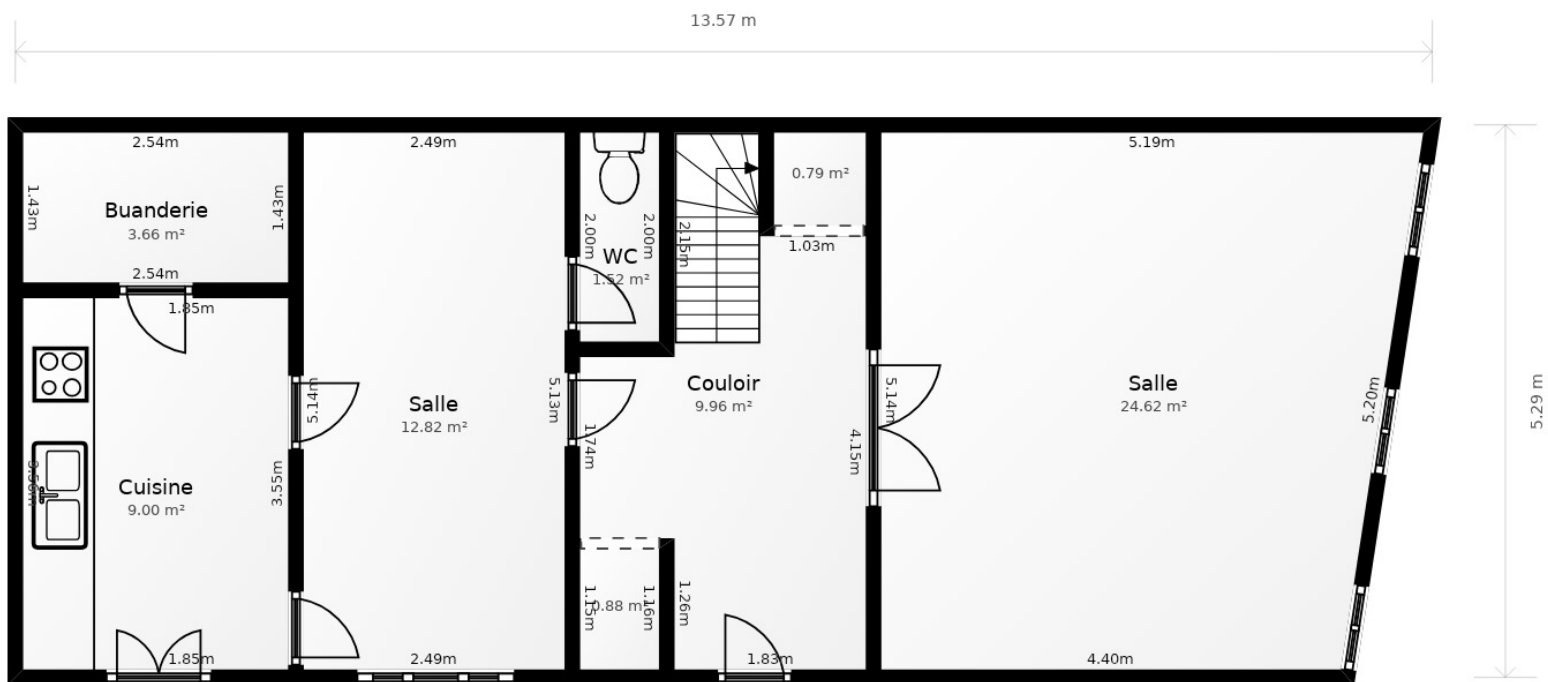 13.57 m
2.54m
2.49m
5.19m
1.43m
Buanderie
3.66 m²
1.43m
2.54m
2.00m
WC
1.52 m²
2.00m
2.15m
0.79 m²
1.03m
5.29 m
1.85m
5.14m
Salle
12.82 m²
5.13m
1.74m
Couloir
9.96 m²
4.15m
5.14m
Salle
24.62 m²
5.20m
Cuisine
9.00 m²
3.55m
1.15m
0.88 m²
1.16m
1.26m
1.85m
2.49m
1.83m
4.40m